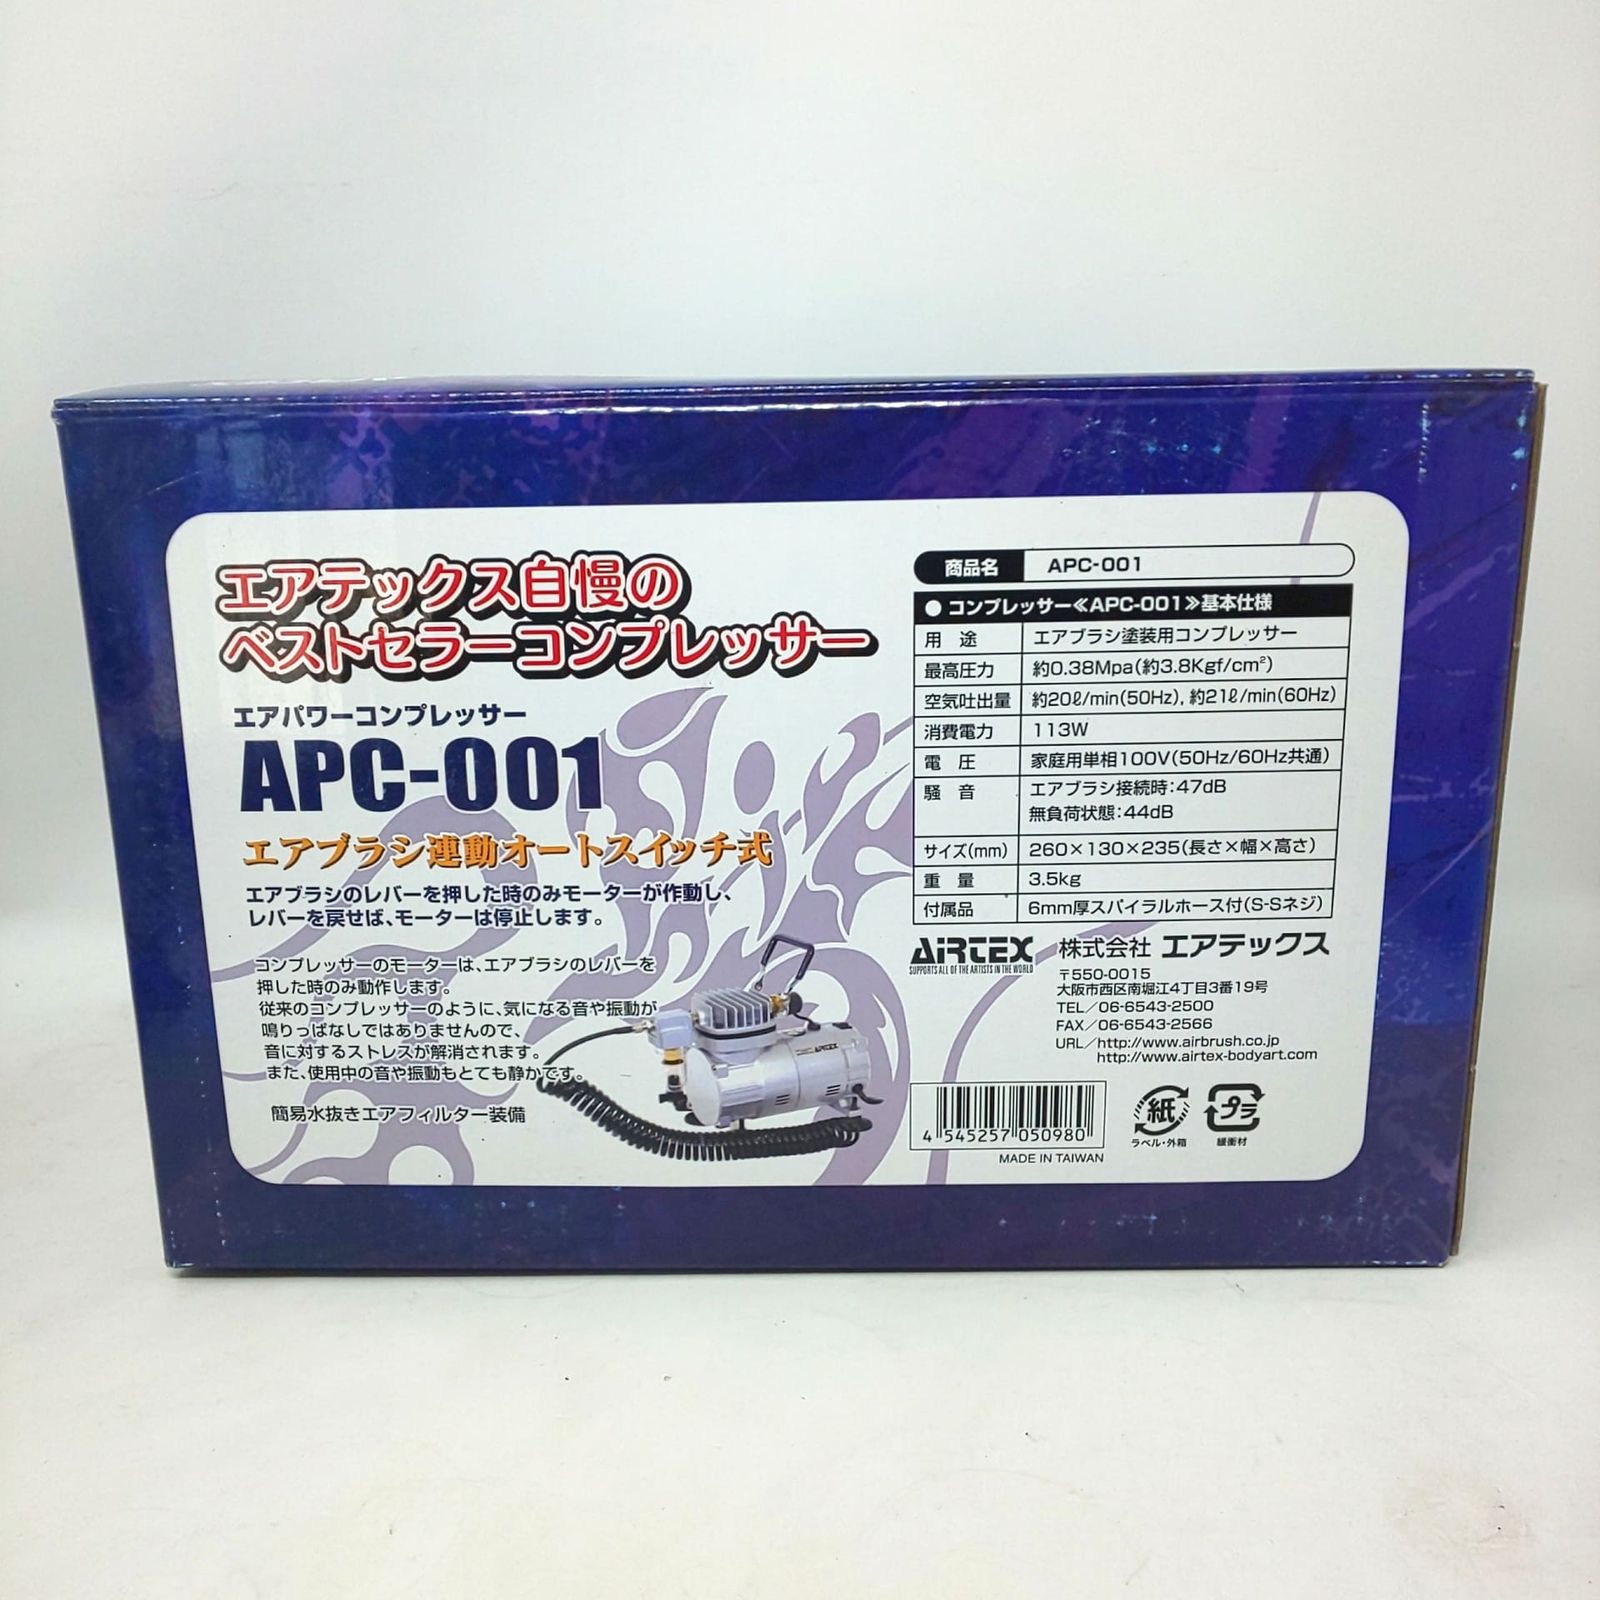 エアテックス自慢の
ベストセラーコンプレッサー
エアパワーコンプレッサー
APC-001
エアブラシ連動オートスイッチ式
エアブラシのレバーを押した時のみモーターが作動し、
レバーを戻せば、モーターは停止します。
コンプレッサーのモーターは、エアブラシのレバーを
押した時のみ動作します。
従来のコンプレッサーのように、気になる音や振動が
鳴りっぱなしではありませんので、
音に対するストレスが解消されます。
また、使用中の音や振動もとても静かです。
簡易水抜きエアフィルター装備
AIRTEX
商品名 APC-001
●コンプレッサー≪APC-001≫基本仕様
用 途 エアブラシ塗装用コンプレッサー
最高圧力 約0.38Mpa(約3.8Kgf/cm²)
空気吐出量 約20ℓ/min(50Hz), 約21ℓ/min(60Hz)
消費電力 113W
電 圧 家庭用単相100V(50Hz/60Hz共通)
騒 音 エアブラシ接続時:47dB
無負荷状態:44dB
サイズ(mm) 260×130×235(長さ×幅×高さ)
重 量 3.5kg
付属品 6mm厚スパイラルホース付(S-Sネジ)
AIRTEX 株式会社 エアテックス
SUPPORTS ALL OF THE ARTISTS IN THE WORLD
〒550-0015
大阪市西区南堀江4丁目3番19号
TEL/06-6543-2500
FAX/06-6543-2566
URL/http://www.airbrush.co.jp
http://www.airtex-bodyart.com
4 545257 050980
MADE IN TAIWAN
紙
ラベル・外箱
プラ
緩衝材